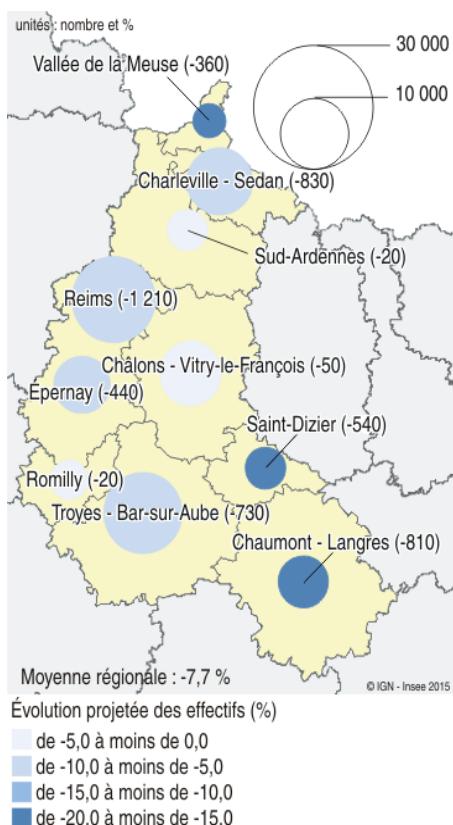 unités : nombre et %
30 000
Vallée de la Meuse (-360)
10 000
Charleville - Sedan (-830)
Sud-Ardennes (-20)
Reims (-1 210)
Châlons - Vitry-le-François (-50)
Épernay (-440)
Saint-Dizier (-540)
Romilly (-20)
Troyes - Bar-sur-Aube (-730)
Chaumont - Langres (-810)
Moyenne régionale : -7,7 %
© IGN - Insee 2015
Évolution projetée des effectifs (%)
de -5,0 à moins de 0,0
de -10,0 à moins de -5,0
de -15,0 à moins de -10,0
de -20,0 à moins de -15,0